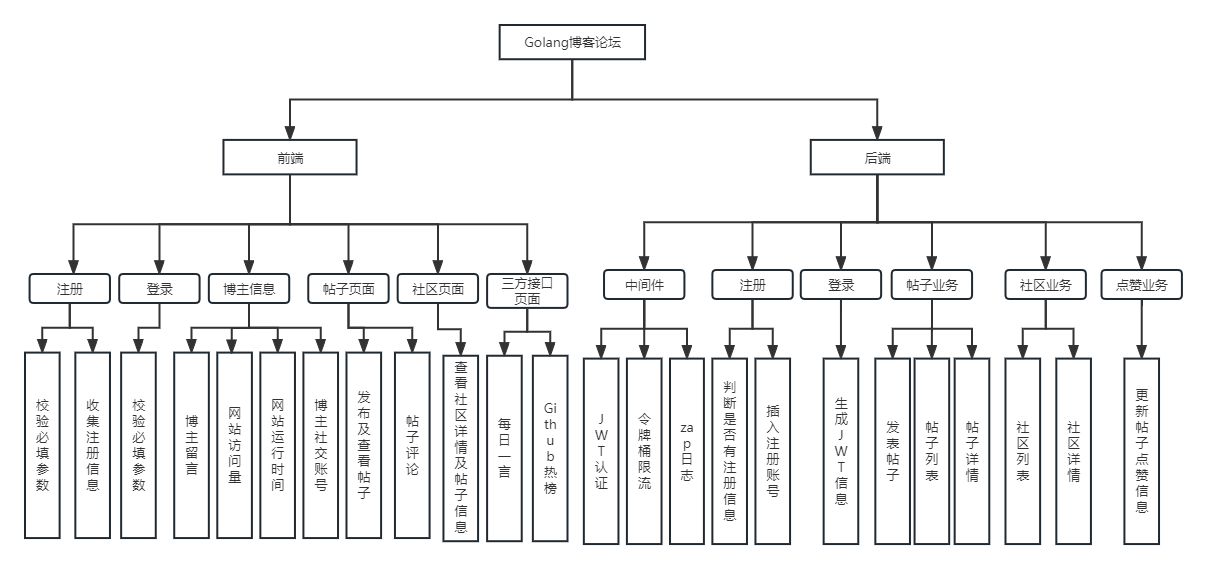 Golang博客论坛
前端
后端
注册
登录
博主信息
帖子页面
社区页面
三方接口
页面
中间件
注册
登录
帖子业务
社区业务
点赞业务
校验必填参数
收集注册信息
校验必填参数
博主留言
网站访问量
网站运行时间
博主社交账号
发布及查看帖子
帖子评论
查看社区详情及帖子信息
每日一言
Github热榜
JWT认证
令牌桶限流
zap日志
判断是否有注册信息
插入注册账号
生成JWT信息
发表帖子
帖子列表
帖子详情
社区列表
社区详情
更新帖子点赞信息